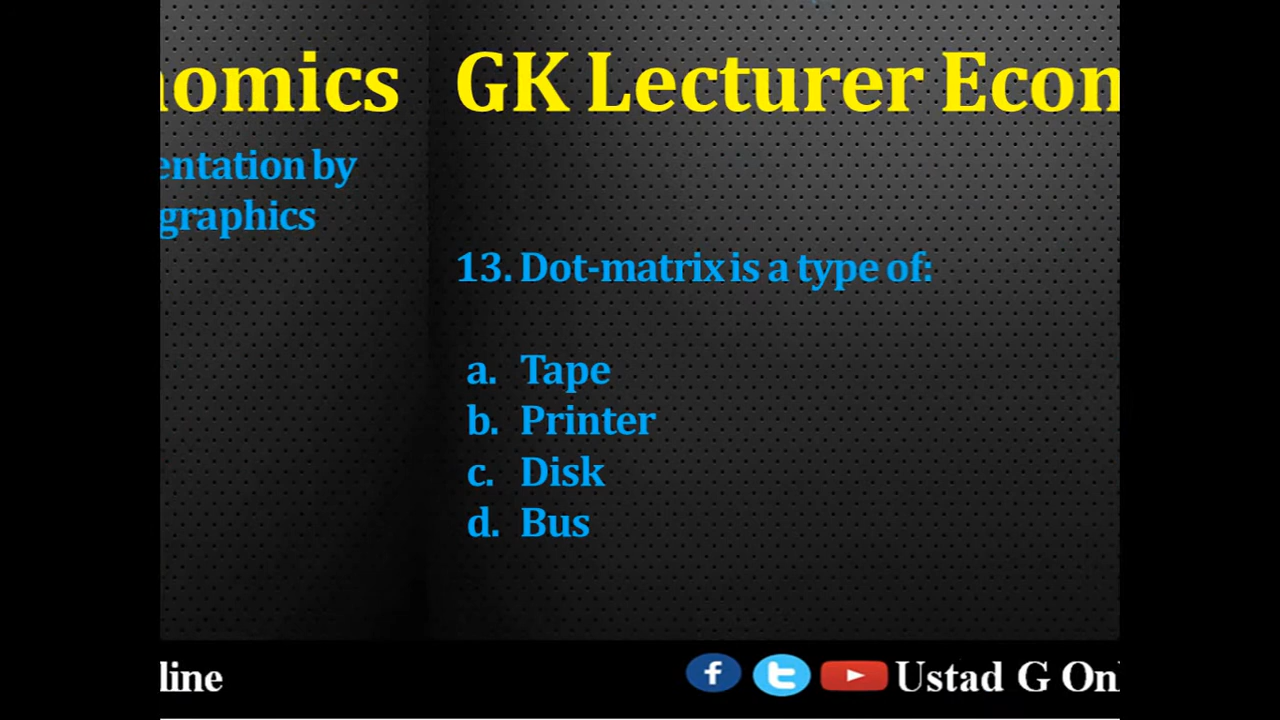 nomics
entation by
graphics
GK Lecturer Econ
13. Dot-matrix is a type of:
a. Tape
b. Printer
c. Disk
d. Bus
line
Ustad G On